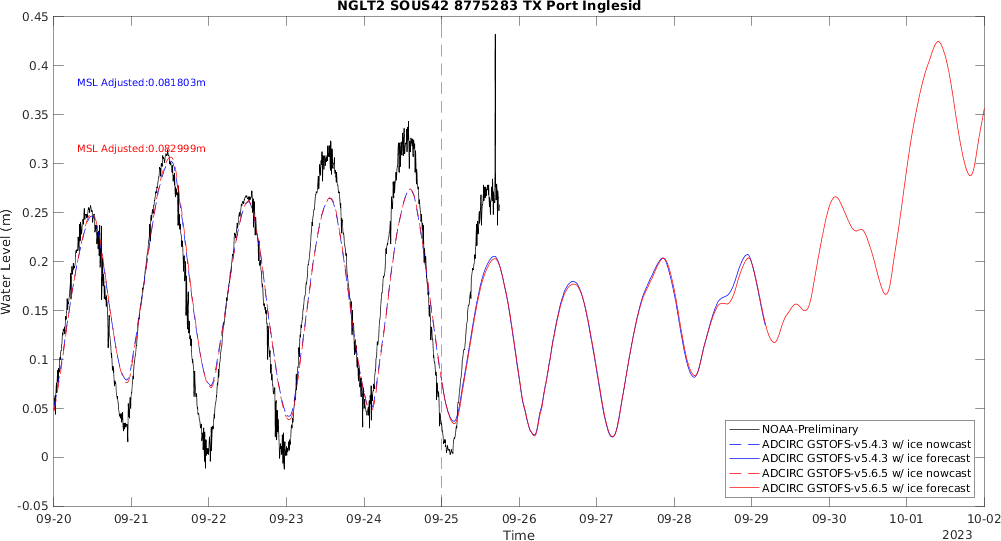 NGLT2 SOUS42 8775283 TX Port Inglesid
0.45
0.4
0.35
0.3
0.25
0.2
0.15
0.1
0.05
0
-0.05
Water Level (m)
MSL Adjusted:0.081803m
MSL Adjusted:0.082999m
NOAA-Preliminary
ADCIRC GSTOFS-v5.4.3 w/ ice nowcast
ADCIRC GSTOFS-v5.4.3 w/ ice forecast
ADCIRC GSTOFS-v5.6.5 w/ ice nowcast
ADCIRC GSTOFS-v5.6.5 w/ ice forecast
09-20 09-21 09-22 09-23 09-24 09-25 09-26 09-27 09-28 09-29 09-30 10-01 10-02
Time
2023